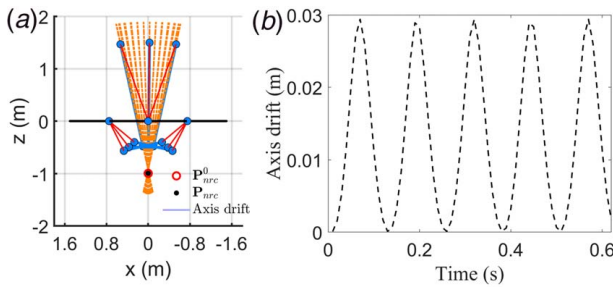 (a)
2
1
0
-1
-2
z (m)
1.6 0.8 0 -0.8 -1.6
x (m)
P⁰nrc
Pnrc
Axis drift
(b)
0.03
0.02
0.01
0
Axis drift (m)
0 0.2 0.4 0.6
Time (s)